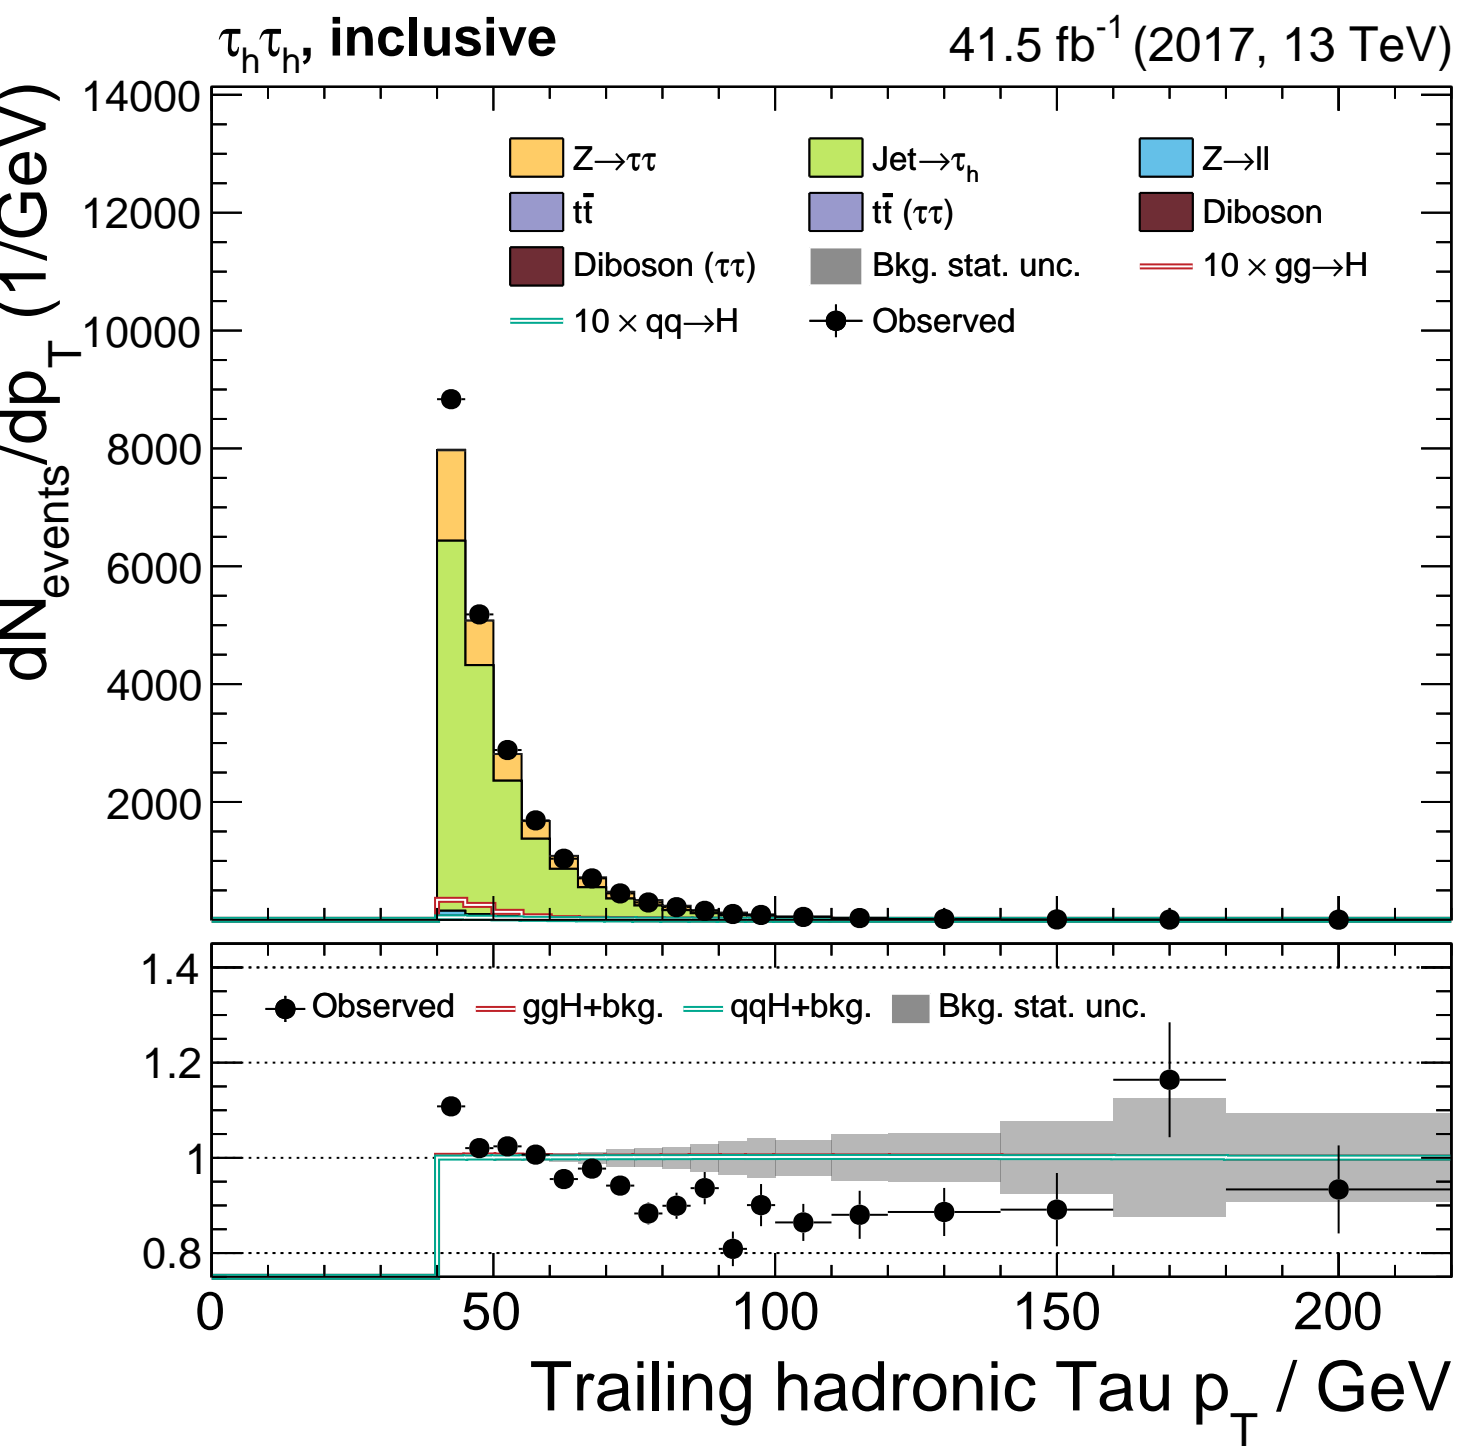 τhτh, inclusive 41.5 fb-1 (2017, 13 TeV)
dNevents/dpT (1/GeV)
14000
12000
10000
8000
6000
4000
2000
Z→ττ Jet→τh Z→ll
tt̄ tt̄ (ττ) Diboson
Diboson (ττ) Bkg. stat. unc. 10 × gg→H
10 × qq→H Observed
1.4
1.2
1
0.8
Observed ggH+bkg. qqH+bkg. Bkg. stat. unc.
0 50 100 150 200
Trailing hadronic Tau pT / GeV